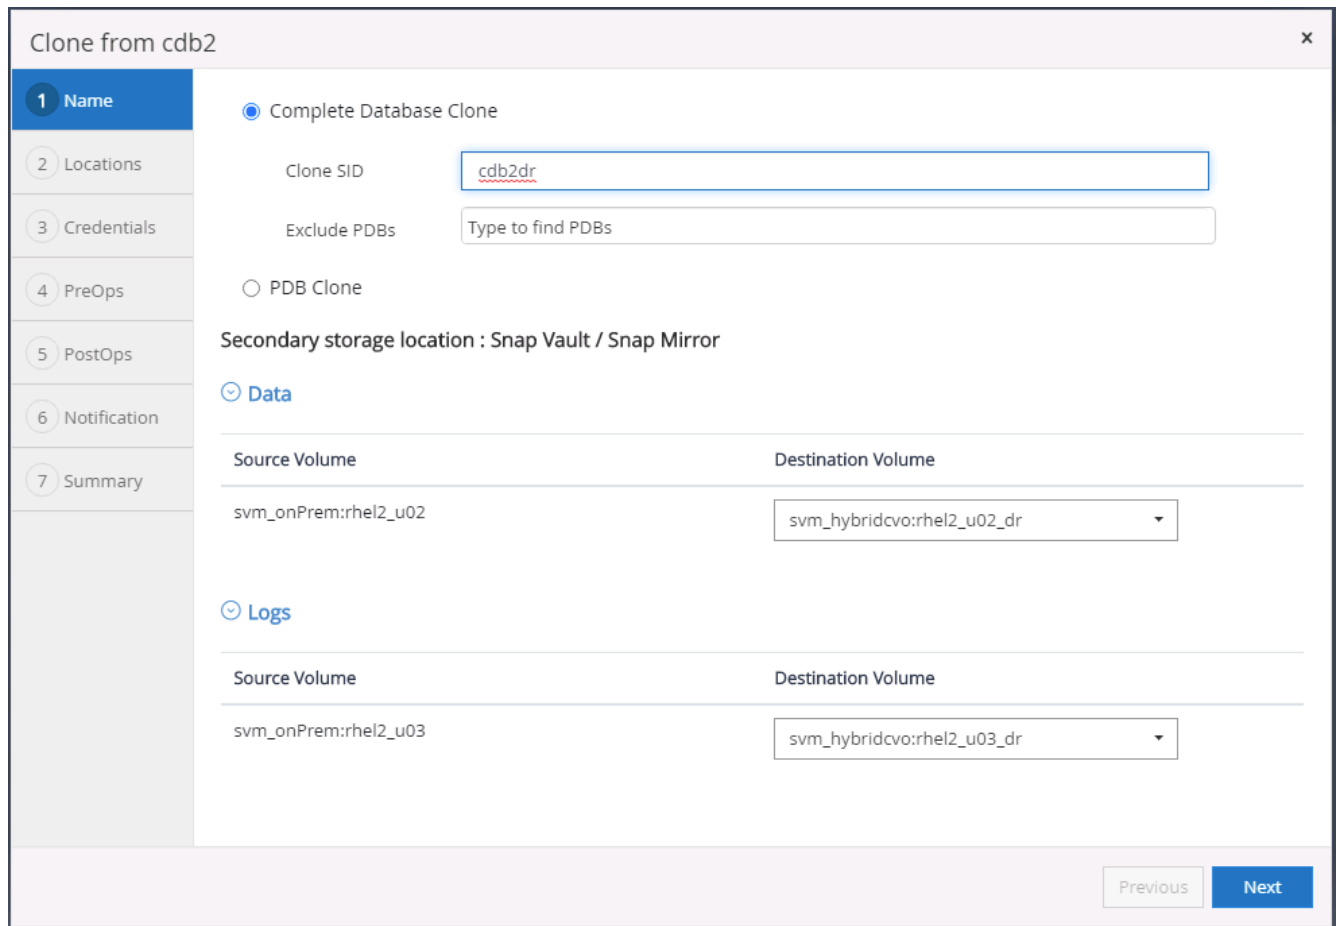 Clone from cdb2
×
1 Name
2 Locations
3 Credentials
4 PreOps
5 PostOps
6 Notification
7 Summary
Complete Database Clone
Clone SID
cdb2dr
Exclude PDBs
Type to find PDBs
PDB Clone
Secondary storage location : Snap Vault / Snap Mirror
Data
Source Volume Destination Volume
svm_onPrem:rhel2_u02 svm_hybridcvo:rhel2_u02_dr
Logs
Source Volume Destination Volume
svm_onPrem:rhel2_u03 svm_hybridcvo:rhel2_u03_dr
Previous Next